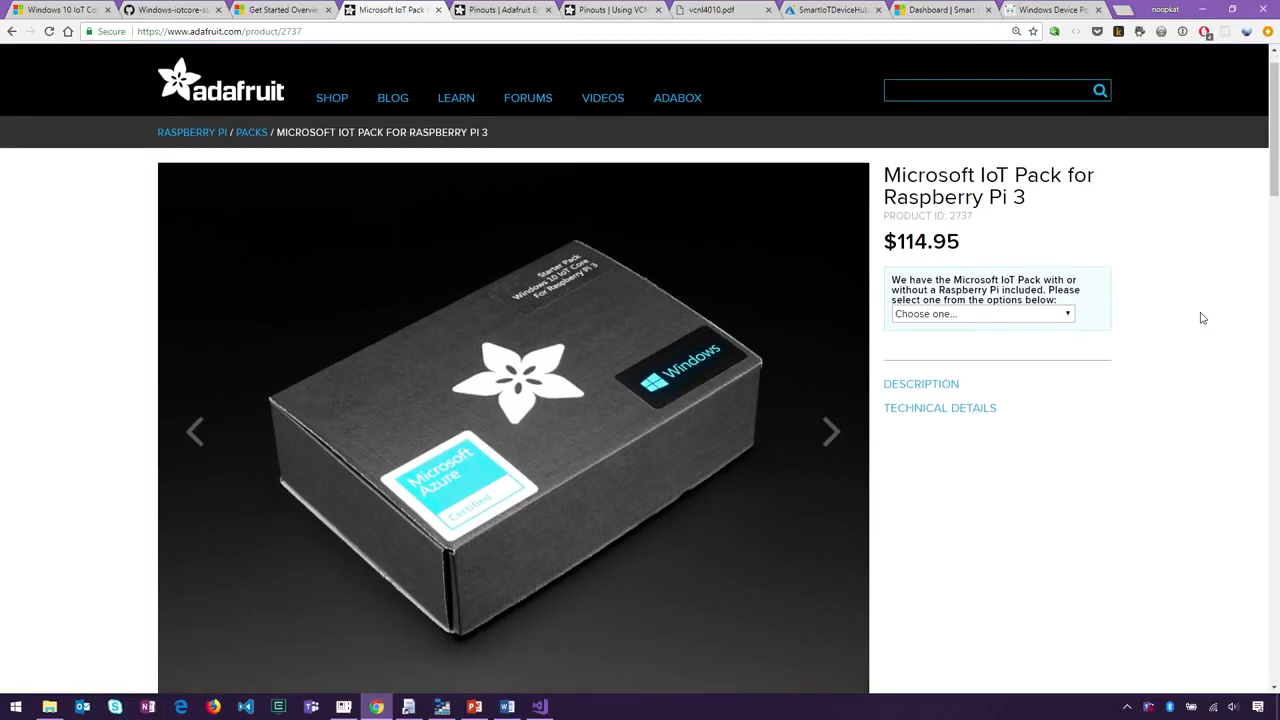 Windows 10 IoT Co
Windows-iotcore-sa
Get Started Overvie
Microsoft IoT Pack f
Pinouts | Adafruit B
Pinouts | Using VCN
vcnl4010.pdf
SmartIoTDeviceHub
Dashboard | Smart
Windows Device Po
noopkat
Secure
https://www.adafruit.com/product/2737
adafruit
SHOP
BLOG
LEARN
FORUMS
VIDEOS
ADABOX
RASPBERRY PI / PACKS / MICROSOFT IOT PACK FOR RASPBERRY PI 3
Starter Pack
Windows 10 IoT Core
For Raspberry Pi 3
Windows
Microsoft
Azure
Certified
Microsoft IoT Pack for
Raspberry Pi 3
PRODUCT ID: 2737
$114.95
We have the Microsoft IoT Pack with or
without a Raspberry Pi included. Please
select one from the options below:
Choose one...
DESCRIPTION
TECHNICAL DETAILS